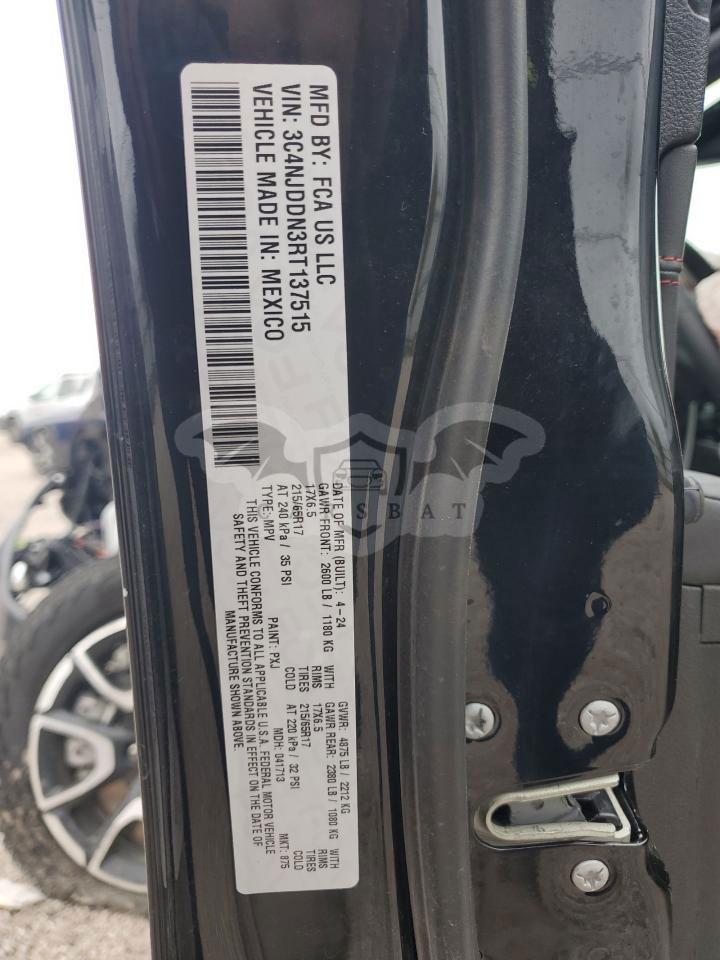 MFD BY: FCA US LLC
VIN: 3C4NJDDN3RT137515
VEHICLE MADE IN: MEXICO
DATE OF MFR (BUILT): 4-24 GVWR: 4875 LB / 2212 KG
GAWR FRONT: 2600 LB / 1180 KG WITH GAWR REAR: 2380 LB / 1080 KG WITH
17X6.5 RIMS 17X6.5 RIMS
215/65R17 TIRES 215/65R17 TIRES
AT 240 kPa / 35 PSI COLD AT 220 kPa / 32 PSI COLD
TYPE: MPV PAINT: PXJ MDH: 041713 MKT: 875
THIS VEHICLE CONFORMS TO ALL APPLICABLE U.S.A. FEDERAL MOTOR VEHICLE
SAFETY AND THEFT PREVENTION STANDARDS IN EFFECT ON THE DATE OF
MANUFACTURE SHOWN ABOVE.